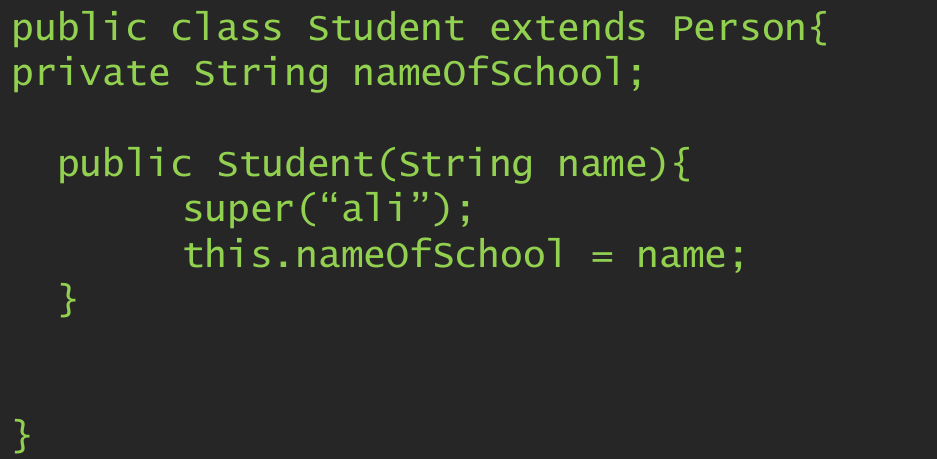 public class Student extends Person{
private String nameOfSchool;
public Student(String name){
super(“ali”);
this.nameOfSchool = name;
}
}